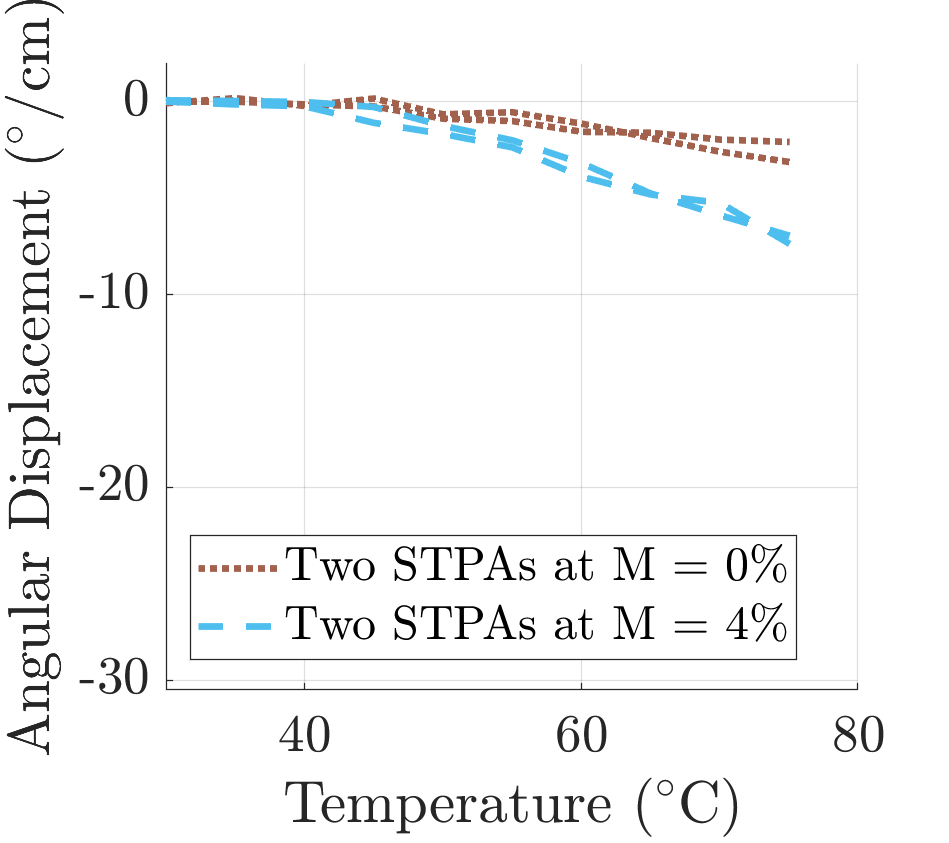 Angular Displacement (°/cm)
0
-10
-20
-30
Two STPAs at M = 0%
Two STPAs at M = 4%
40 60 80
Temperature (°C)